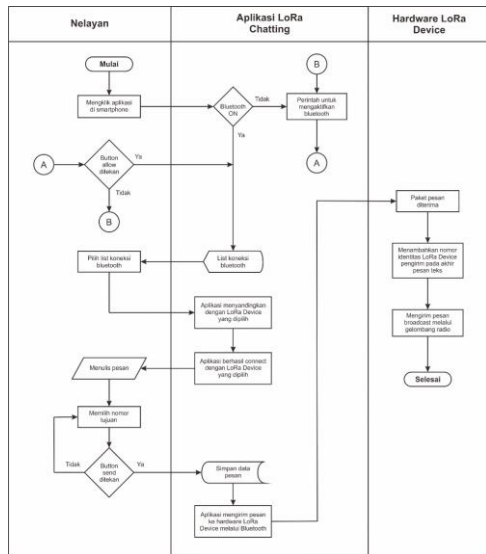 Nelayan
Aplikasi LoRa
Chatting
Hardware LoRa
Device
Mulai
Mengklik aplikasi
di smartphone
Bluetooth
ON
Tidak
Ya
Perintah untuk
mengaktifkan
bluetooth
B
A
A
Button
allow
ditekan
Ya
Tidak
B
Pilih list koneksi
bluetooth
List koneksi
bluetooth
Aplikasi menyandingkan
dengan LoRa Device
yang dipilih
Aplikasi berhasil connect
dengan LoRa Device
yang dipilih
Menulis pesan
Memilih nomor
tujuan
Button
send
ditekan
Tidak
Ya
Simpan data
pesan
Aplikasi mengirim pesan
ke hardware LoRa
Device melalui Bluetooth
Paket pesan
diterima
Menambahkan nomor
identitas LoRa Device
pengirim pada akhir
pesan teks
Mengirim pesan
broadcast melalui
gelombang radio
Selesai